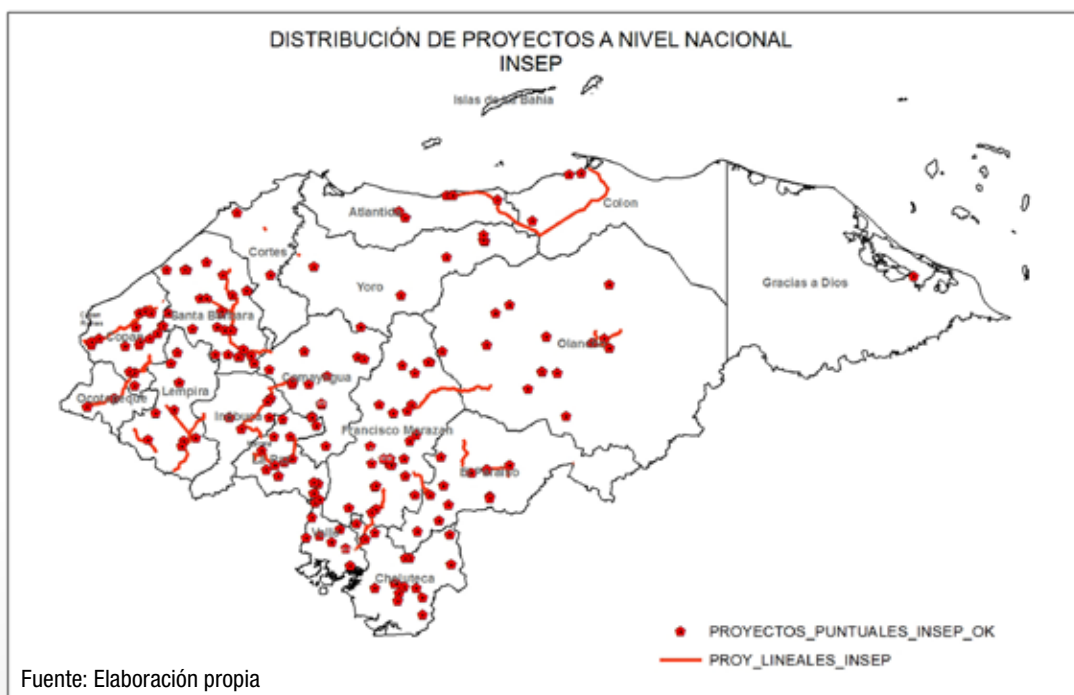 DISTRIBUCIÓN DE PROYECTOS A NIVEL NACIONAL
INSEP
Islas de la Bahia
Atlantida
Colon
Cortes
Yoro
Gracias a Dios
Santa Barbara
Copan
Olancho
Comayagua
Ocotepeque
Lempira
Intibuca
Francisco Morazan
La Paz
El Paraiso
Valle
Choluteca
PROYECTOS_PUNTUALES_INSEP_OK
PROY_LINEALES_INSEP
Fuente: Elaboración propia